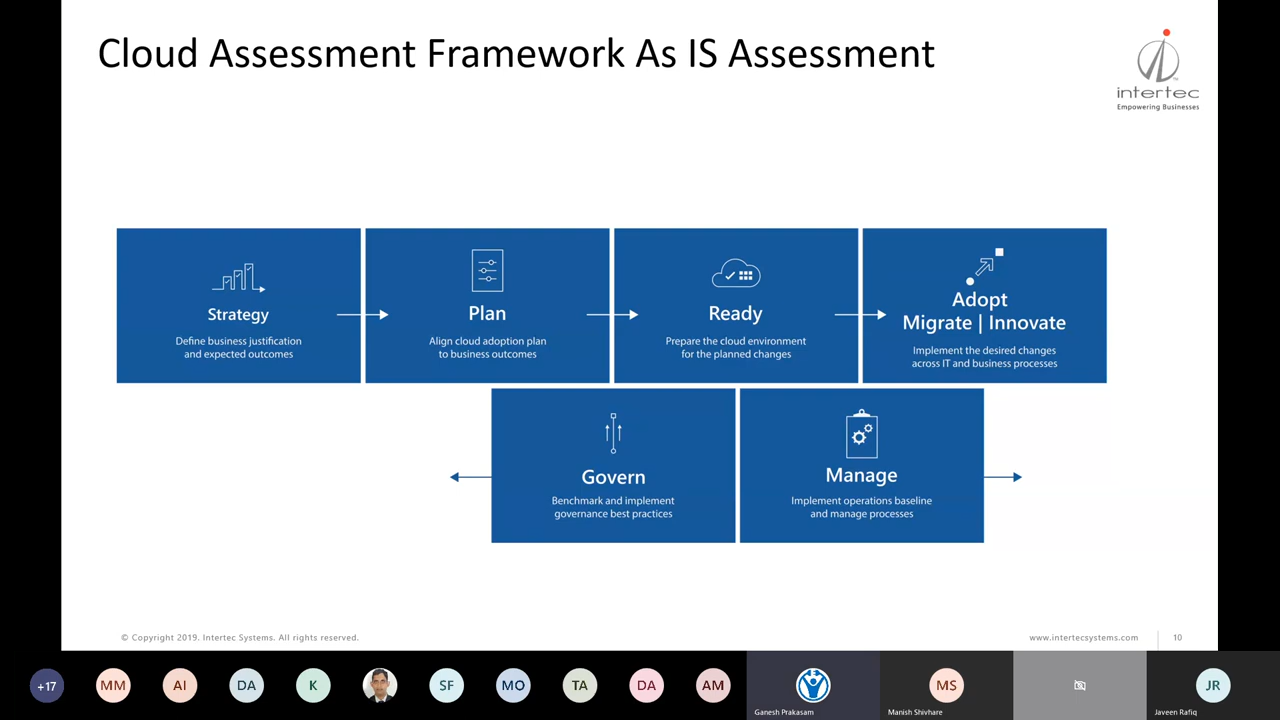 Cloud Assessment Framework As IS Assessment
intertec
Empowering Businesses
Strategy
Define business justification
and expected outcomes
Plan
Align cloud adoption plan
to business outcomes
Ready
Prepare the cloud environment
for the planned changes
Adopt
Migrate | Innovate
Implement the desired changes
across IT and business processes
Govern
Benchmark and implement
governance best practices
Manage
Implement operations baseline
and manage processes
© Copyright 2019. Intertec Systems. All rights reserved.
www.intertecsystems.com
10
+17
MM
AI
DA
K
SF
MO
TA
DA
AM
Ganesh Prakasam
MS
Manish Shivhare
JR
Javeen Rafiq